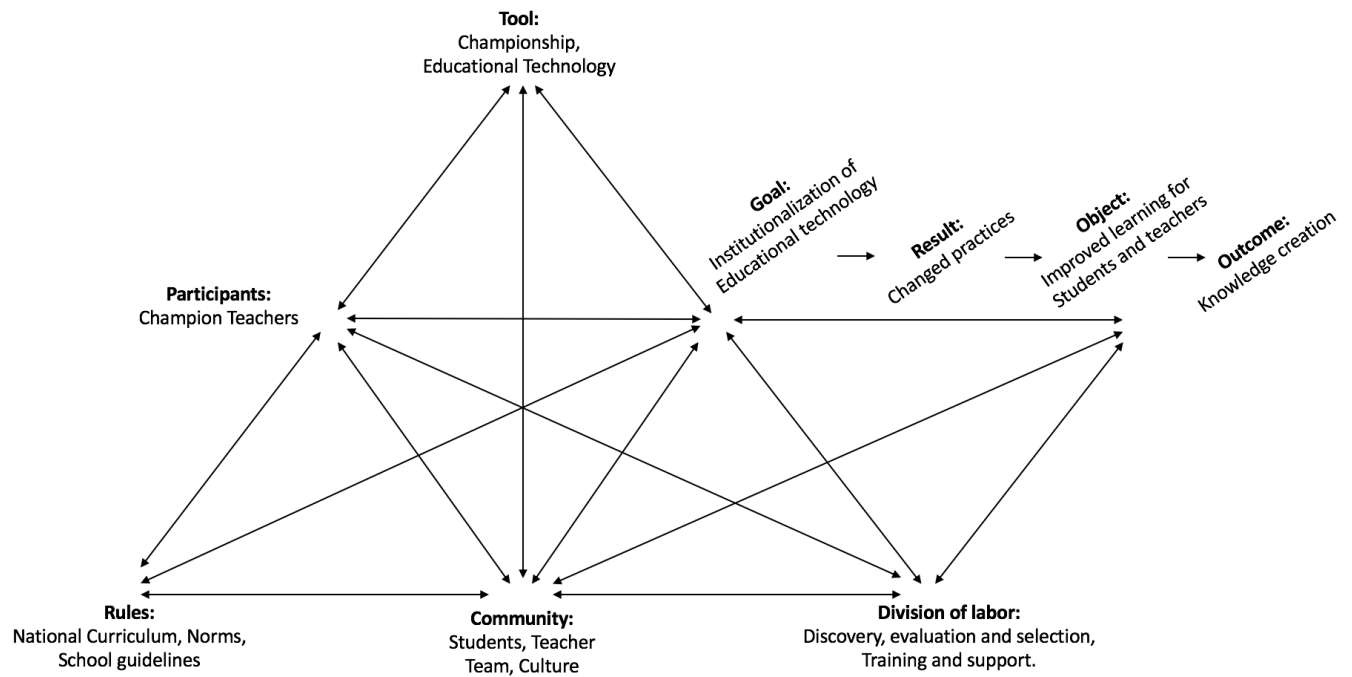 Tool:
Championship,
Educational Technology
Goal:
Institutionalization of
Educational technology
Result:
Changed practices
Object:
Improved learning for
Students and teachers
Outcome:
Knowledge creation
Participants:
Champion Teachers
Rules:
National Curriculum, Norms,
School guidelines
Community:
Students, Teacher
Team, Culture
Division of labor:
Discovery, evaluation and selection,
Training and support.